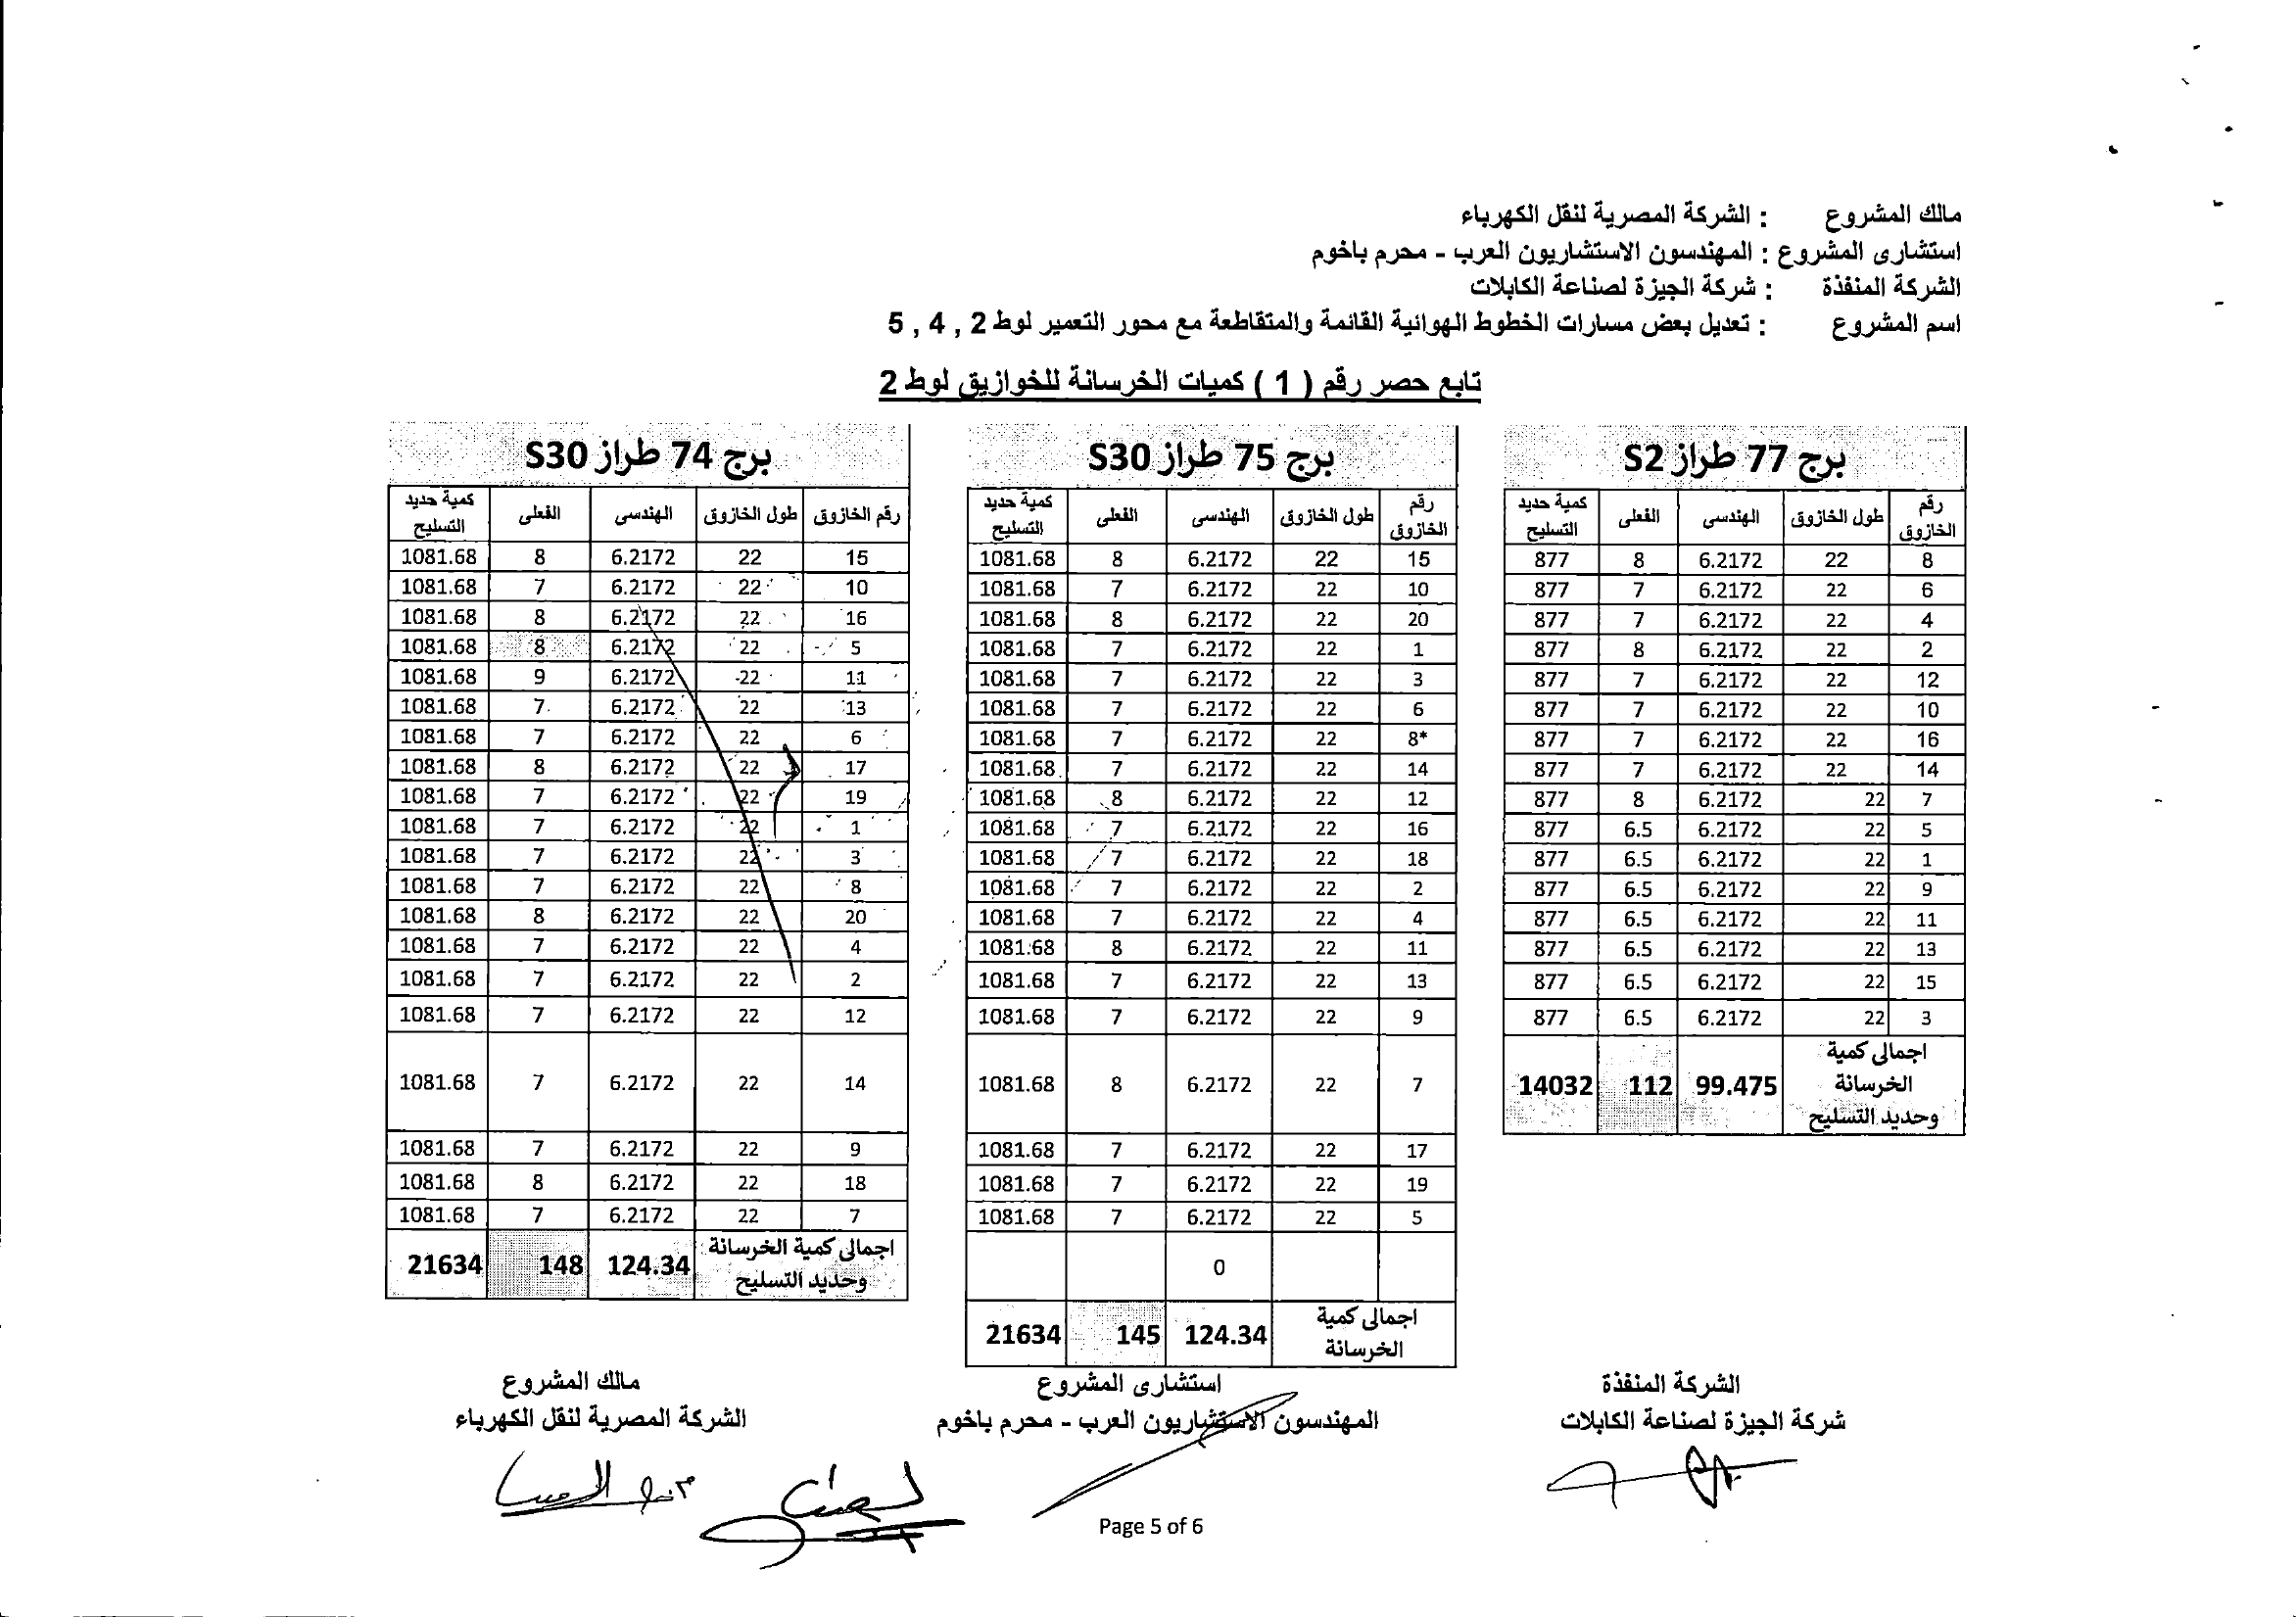 مالك المشروع : الشركة المصرية لنقل الكهرباء
استشارى المشروع : المهندسون الاستشاريون العرب - محرم باخوم
الشركة المنفذة : شركة الجيزة لصناعة الكابلات
اسم المشروع : تعديل بعض مسارات الخطوط الهوائية القائمة والمتقاطعة مع محور التعمير لوط 2 , 4 , 5
تابع حصر رقم ( 1 ) كميات الخرسانة للخوازيق لوط 2
برج 77 طراز S2
رقم الخازوق طول الخازوق الهندسى الفعلى كمية حديد التسليح
8 22 6.2172 8 877
6 22 6.2172 7 877
4 22 6.2172 7 877
2 22 6.2172 8 877
12 22 6.2172 7 877
10 22 6.2172 7 877
16 22 6.2172 7 877
14 22 6.2172 7 877
7 22 6.2172 8 877
5 22 6.2172 6.5 877
1 22 6.2172 6.5 877
9 22 6.2172 6.5 877
11 22 6.2172 6.5 877
13 22 6.2172 6.5 877
15 22 6.2172 6.5 877
3 22 6.2172 6.5 877
اجمالى كمية الخرسانة وحديد التسليح 99.475 112 14032
برج 75 طراز S30
رقم الخازوق طول الخازوق الهندسى الفعلى كمية حديد التسليح
15 22 6.2172 8 1081.68
10 22 6.2172 7 1081.68
20 22 6.2172 8 1081.68
1 22 6.2172 7 1081.68
3 22 6.2172 7 1081.68
6 22 6.2172 7 1081.68
8* 22 6.2172 7 1081.68
14 22 6.2172 7 1081.68
12 22 6.2172 8 1081.68
16 22 6.2172 7 1081.68
18 22 6.2172 7 1081.68
2 22 6.2172 7 1081.68
4 22 6.2172 7 1081.68
11 22 6.2172 8 1081.68
13 22 6.2172 7 1081.68
9 22 6.2172 7 1081.68
7 22 6.2172 8 1081.68
17 22 6.2172 7 1081.68
19 22 6.2172 7 1081.68
5 22 6.2172 7 1081.68
0
اجمالى كمية الخرسانة 124.34 145 21634
برج 74 طراز S30
رقم الخازوق طول الخازوق الهندسى الفعلى كمية حديد التسليح
15 22 6.2172 8 1081.68
10 22 6.2172 7 1081.68
16 22 6.2172 8 1081.68
5 22 6.2172 8 1081.68
11 22 6.2172 9 1081.68
13 22 6.2172 7 1081.68
6 22 6.2172 7 1081.68
17 22 6.2172 8 1081.68
19 22 6.2172 7 1081.68
1 22 6.2172 7 1081.68
3 22 6.2172 7 1081.68
8 22 6.2172 7 1081.68
20 22 6.2172 8 1081.68
4 22 6.2172 7 1081.68
2 22 6.2172 7 1081.68
12 22 6.2172 7 1081.68
14 22 6.2172 7 1081.68
9 22 6.2172 7 1081.68
18 22 6.2172 8 1081.68
7 22 6.2172 7 1081.68
اجمالى كمية الخرسانة وحديد التسليح 124.34 148 21634
الشركة المنفذة
شركة الجيزة لصناعة الكابلات
استشارى المشروع
المهندسون الاستشاريون العرب - محرم باخوم
مالك المشروع
الشركة المصرية لنقل الكهرباء
Page 5 of 6